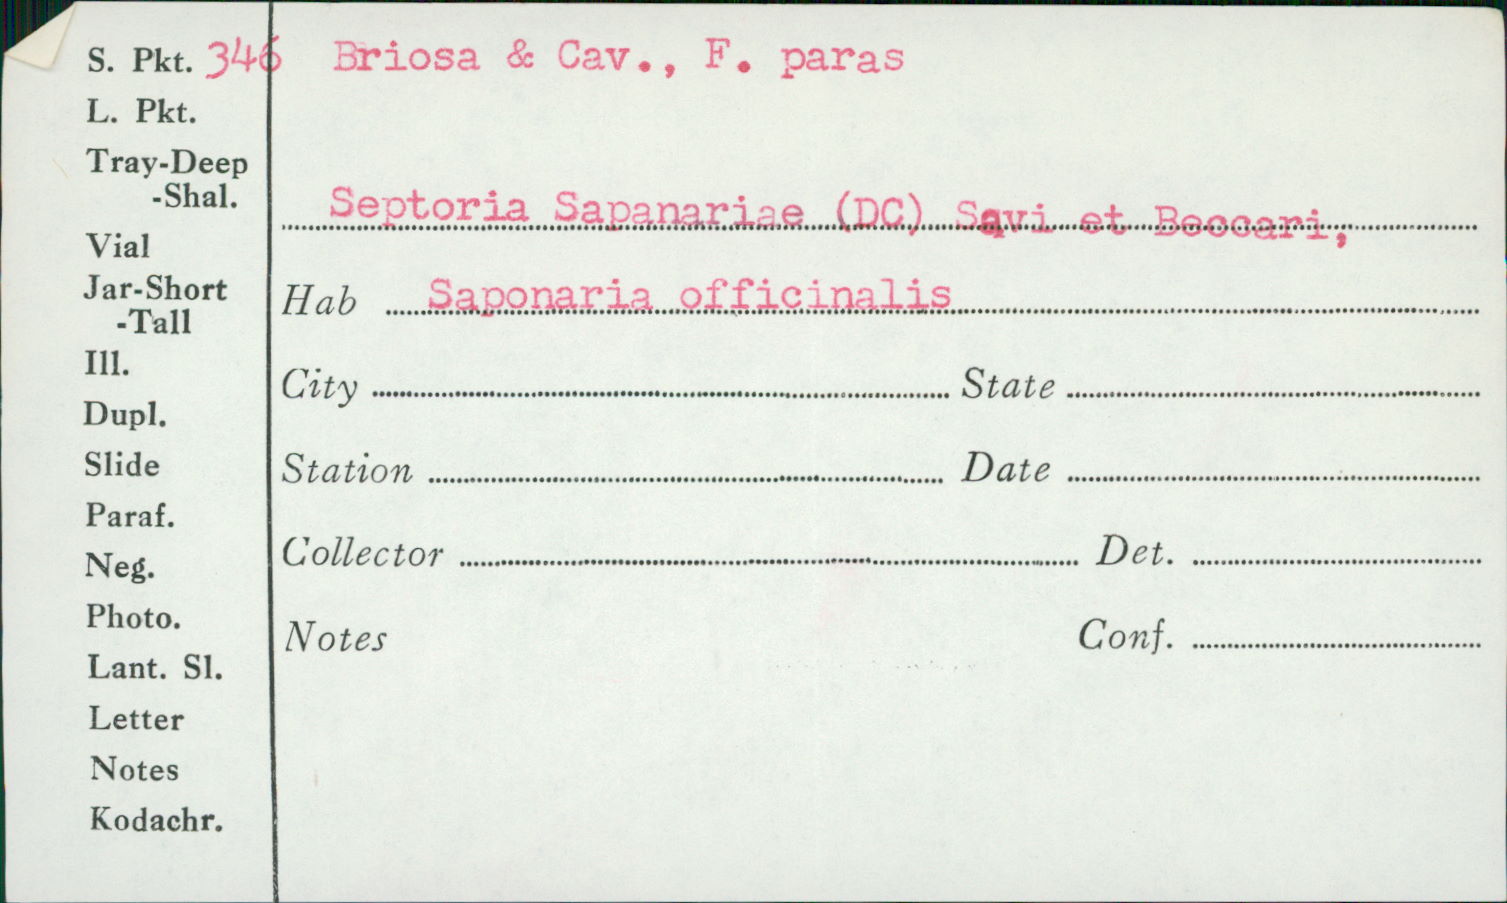 S. Pkt. 346 Briosa & Cav., F. paras
L. Pkt.
Tray-Deep
-Shal.
Septoria Sapanariae (DC) Savi et Beccari,
Vial
Jar-Short
-Tall
Hab Saponaria officinalis
Ill.
City State
Dupl.
Slide
Station Date
Paraf.
Neg.
Collector Det.
Photo.
Notes Conf.
Lant. Sl.
Letter
Notes
Kodachr.